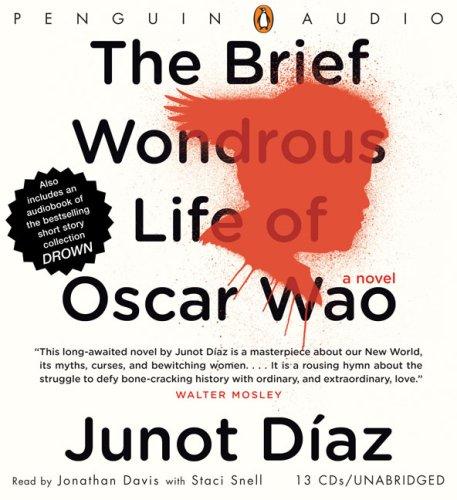 PENGUIN AUDIO
The Brief
Wondrous
Life of
Oscar Wao
a novel
Also
includes an
audiobook of
the bestselling
short story
collection
DROWN
"This long-awaited novel by Junot Díaz is a masterpiece about our New World,
its myths, curses, and bewitching women. . . . It is a rousing hymn about the
struggle to defy bone-cracking history with ordinary, and extraordinary, love."
WALTER MOSLEY
Junot Díaz
Read by Jonathan Davis with Staci Snell 13 CDs/UNABRIDGED